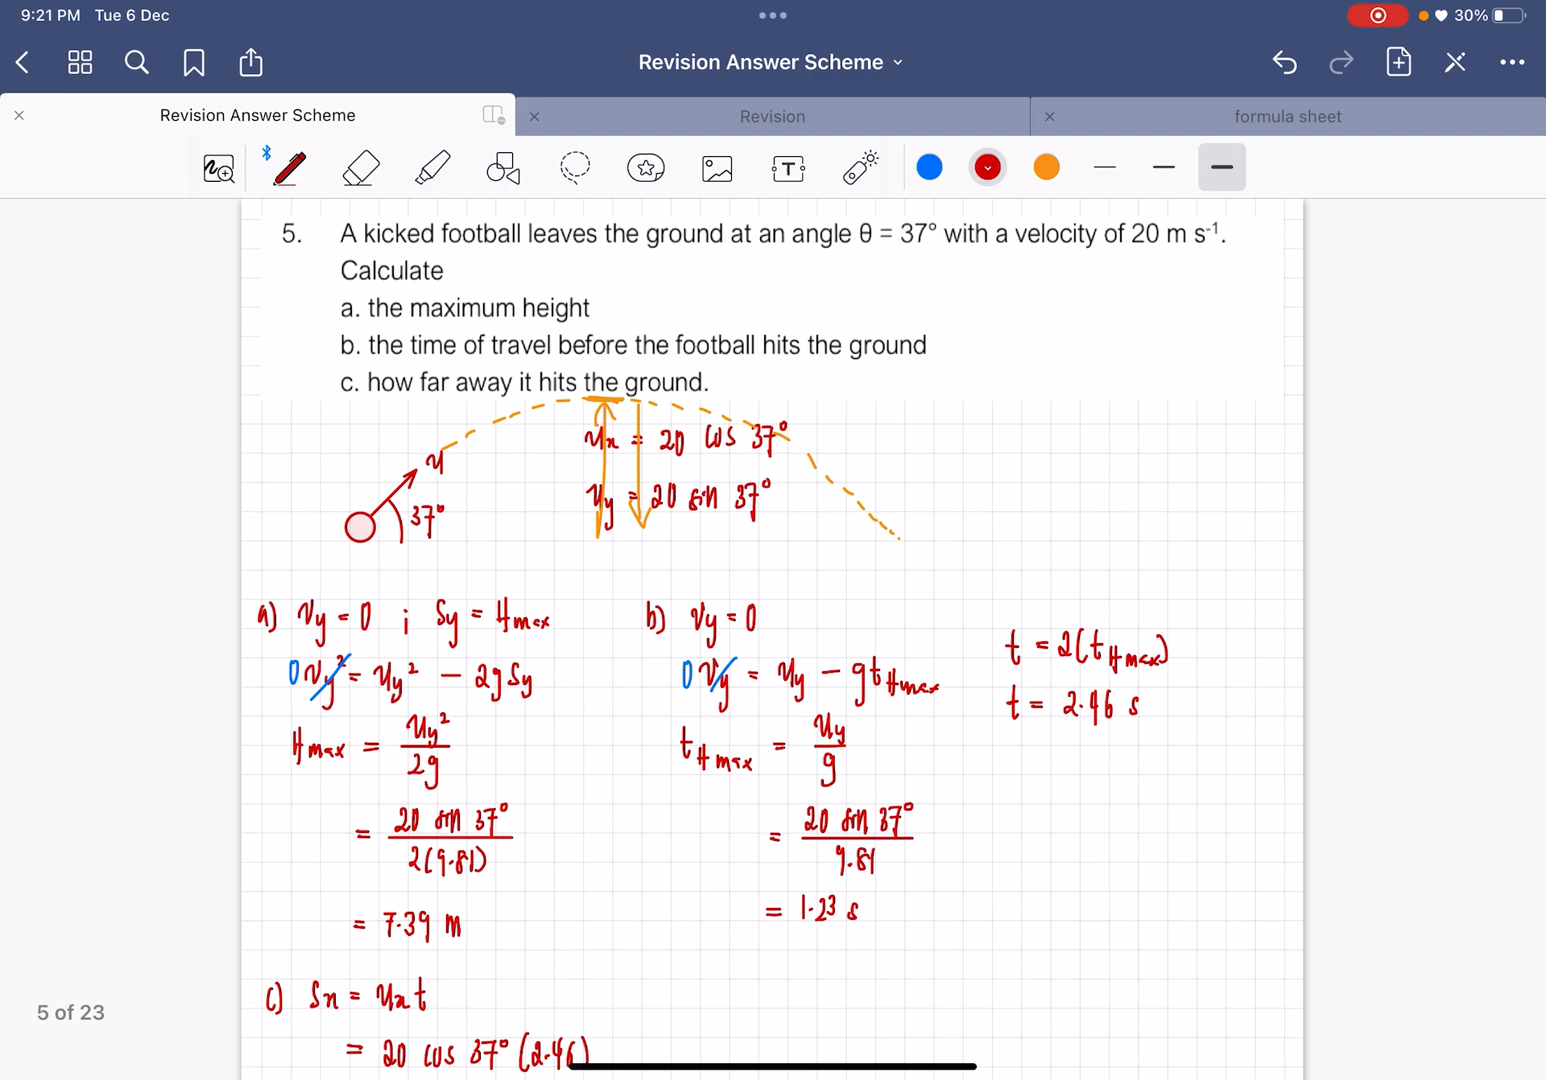 9:21 PM Tue 6 Dec
30%
Revision Answer Scheme
Revision Answer Scheme
Revision
formula sheet
5. A kicked football leaves the ground at an angle θ = 37° with a velocity of 20 m s⁻¹.
Calculate
a. the maximum height
b. the time of travel before the football hits the ground
c. how far away it hits the ground.
u
37°
ux = 20 cos 37°
uy = 20 sin 37°
a) Vy = 0 ; Sy = Hmax
0 Vy² = uy² − 2gSy
Hmax = uy² / 2g
= 20 sin 37° / 2(9.81)
= 7.39 m
b) Vy = 0
0 Vy = uy − gtHmax
tHmax = uy / g
= 20 sin 37° / 9.81
= 1.23 s
t = 2(tHmax)
t = 2.46 s
c) Sx = uxt
= 20 cos 37° (2.46)
5 of 23